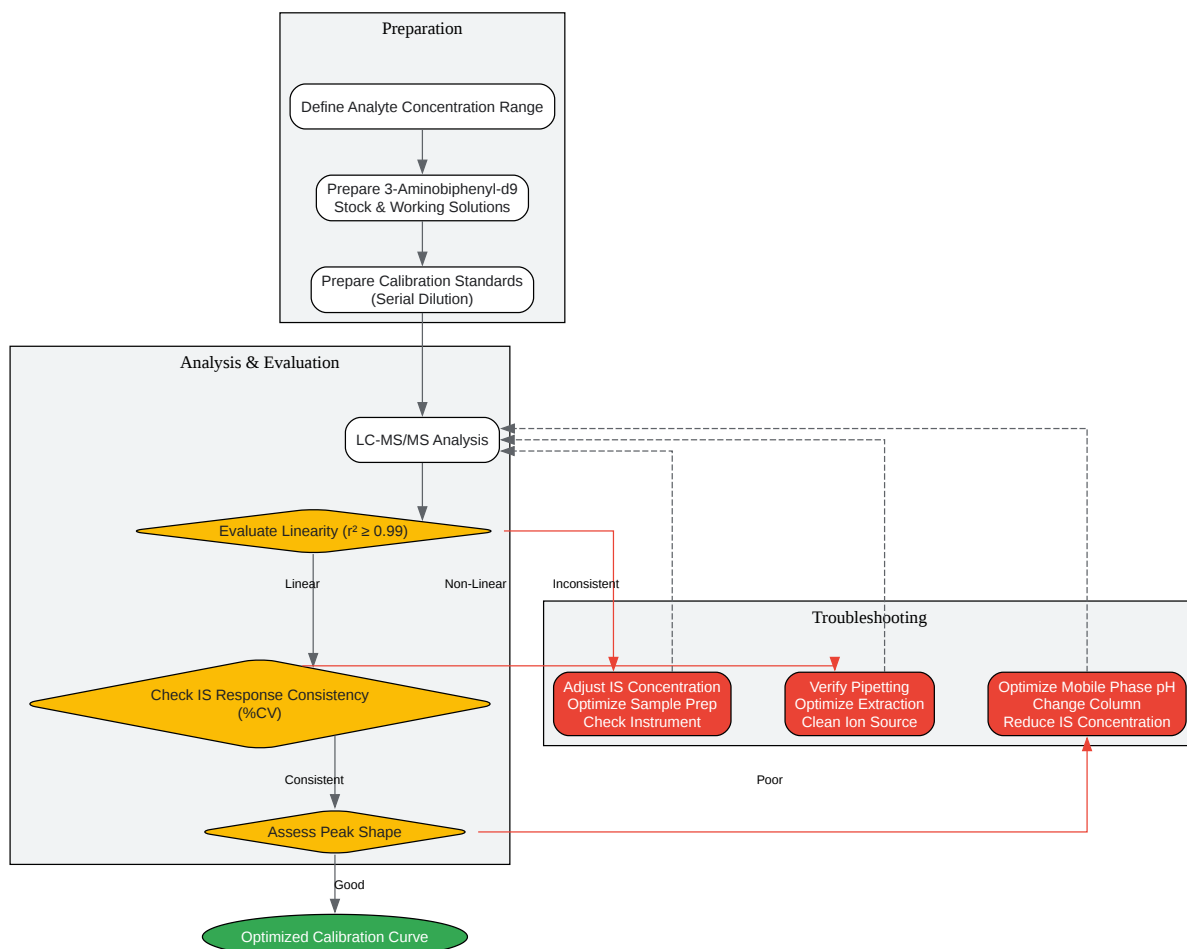 Preparation
Define Analyte Concentration Range
Prepare 3-Aminobiphenyl-d9
Stock & Working Solutions
Prepare Calibration Standards
(Serial Dilution)
Analysis & Evaluation
LC-MS/MS Analysis
Evaluate Linearity (r² ≥ 0.99)
Linear
Non-Linear
Inconsistent
Troubleshooting
Check IS Response Consistency
(%CV)
Adjust IS Concentration
Optimize Sample Prep
Check Instrument
Verify Pipetting
Optimize Extraction
Clean Ion Source
Optimize Mobile Phase pH
Change Column
Reduce IS Concentration
Consistent
Poor
Assess Peak Shape
Good
Optimized Calibration Curve